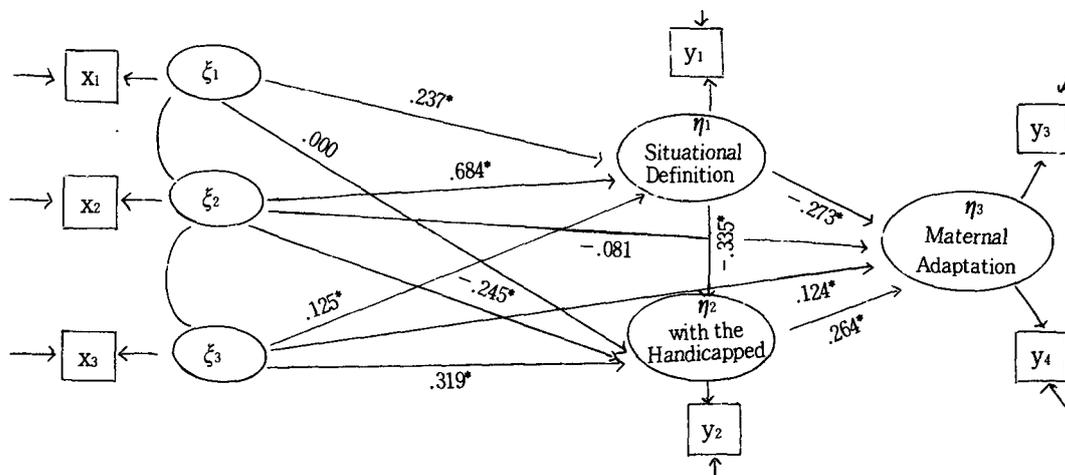 y₁
x₁
ξ₁
.237*
.000
η₁
Situational
Definition
y₃
x₂
ξ₂
.684*
-.081
-.273*
-.335*
η₃
Maternal
Adaptation
x₃
ξ₃
.125*
-.245*
.319*
.124*
.264*
η₂
with the
Handicapped
y₂
y₄